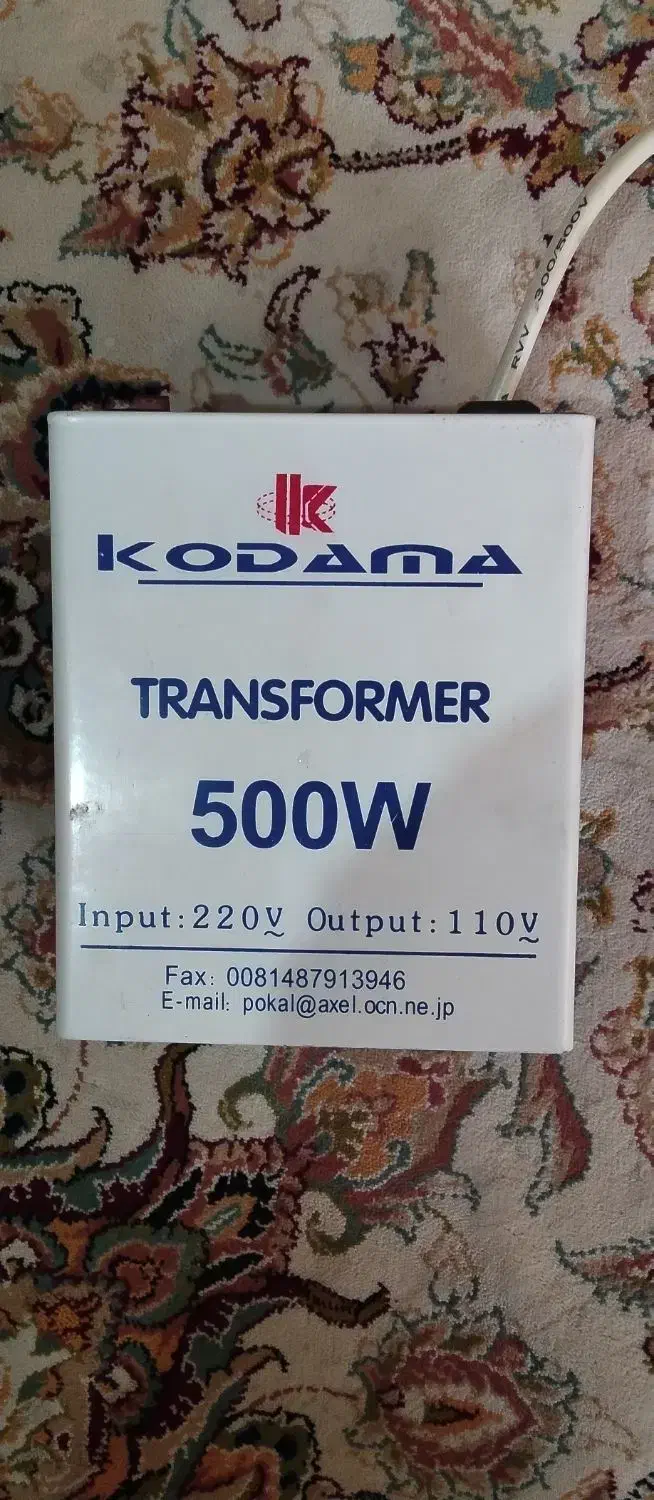 RVV 300/500V
K
KODAMA
TRANSFORMER
500W
Input:220V Output:110V
Fax: 0081487913946
E-mail: pokal@axel.ocn.ne.jp